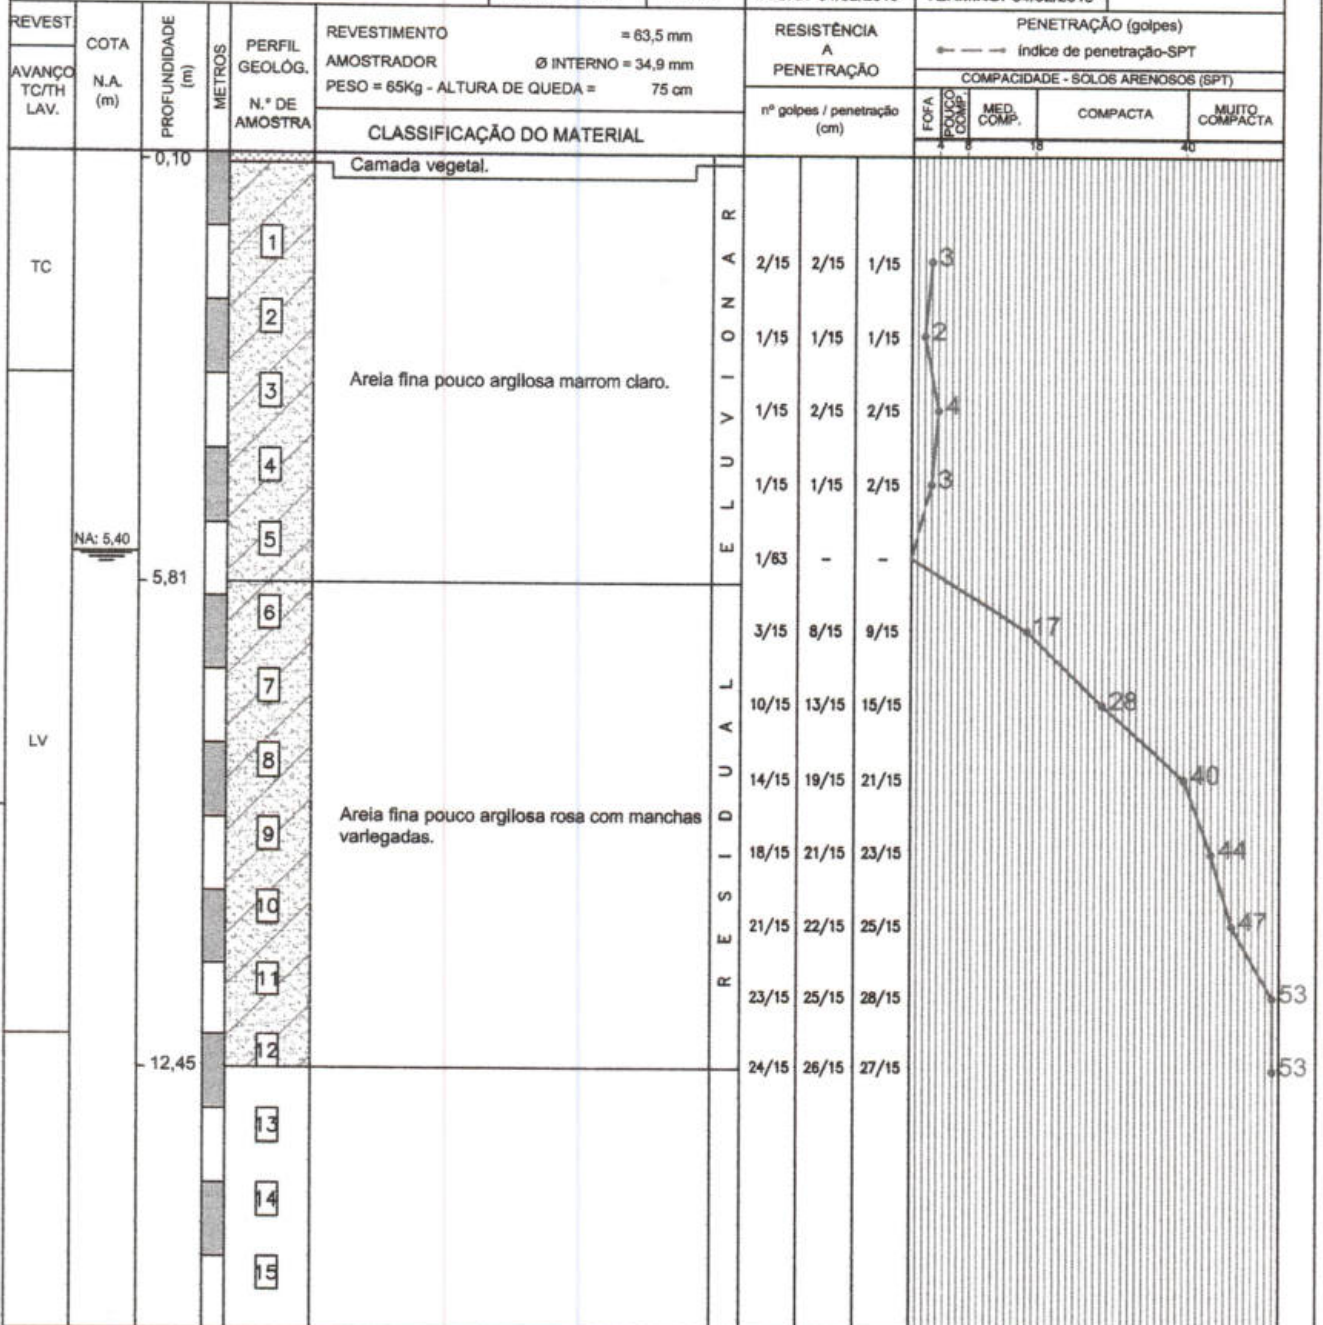 REVEST.
AVANÇO
TC/TH
LAV.
COTA
N.A.
(m)
PROFUNDIDADE
(m)
METROS
PERFIL
GEOLÓG.
N.° DE
AMOSTRA
REVESTIMENTO = 63,5 mm
AMOSTRADOR Ø INTERNO = 34,9 mm
PESO = 65Kg - ALTURA DE QUEDA = 75 cm
CLASSIFICAÇÃO DO MATERIAL
RESISTÊNCIA
A
PENETRAÇÃO
nº golpes / penetração
(cm)
PENETRAÇÃO (golpes)
índice de penetração-SPT
COMPACIDADE - SOLOS ARENOSOS (SPT)
FOFA
POUCO
COMP.
MED.
COMP.
COMPACTA
MUITO
COMPACTA
4 8 18 40
0,10
Camada vegetal.
TC
1
2/15 2/15 1/15
3
2
1/15 1/15 1/15
2
Areia fina pouco argilosa marrom claro.
3
1/15 2/15 2/15
4
4
1/15 1/15 2/15
3
ELUVIONAR
NA: 5,40
5
1/63 - -
5,81
6
3/15 8/15 9/15
17
7
10/15 13/15 15/15
28
LV
8
14/15 19/15 21/15
40
Areia fina pouco argilosa rosa com manchas
variegadas.
9
18/15 21/15 23/15
44
10
21/15 22/15 25/15
47
RESIDUAL
11
23/15 25/15 28/15
53
12,45
12
24/15 26/15 27/15
53
13
14
15